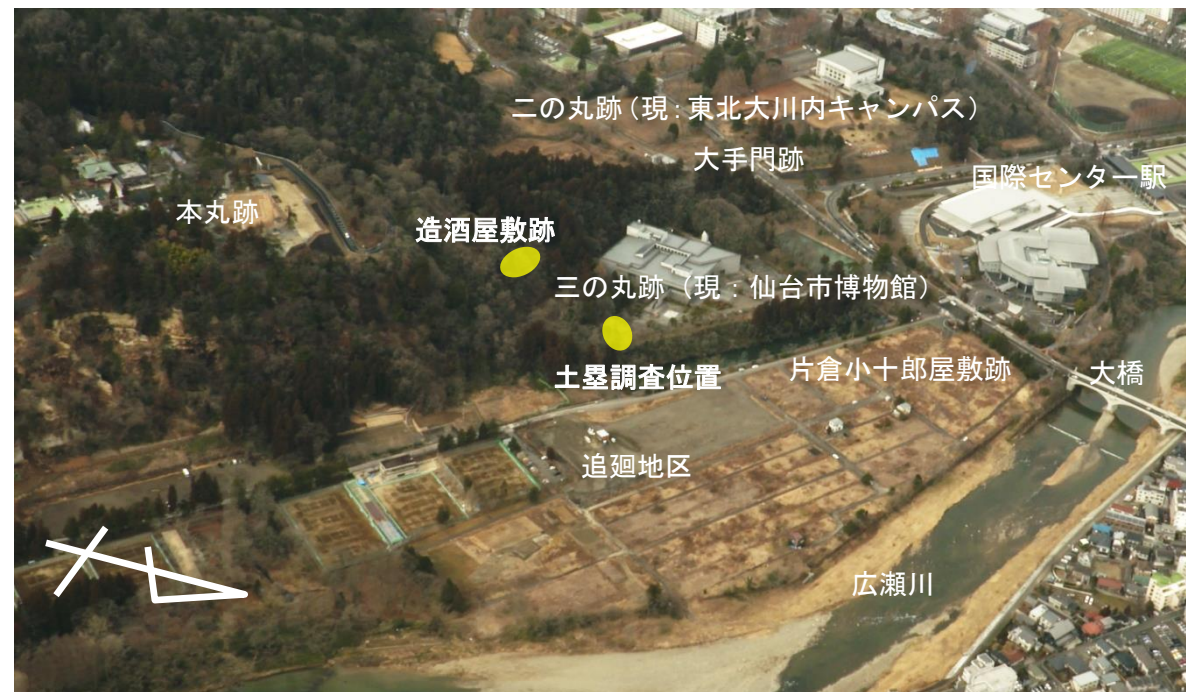 二の丸跡（現：東北大川内キャンパス）
大手門跡
国際センター駅
本丸跡
造酒屋敷跡
三の丸跡（現：仙台市博物館）
土塁調査位置
片倉小十郎屋敷跡
大橋
追廻地区
広瀬川